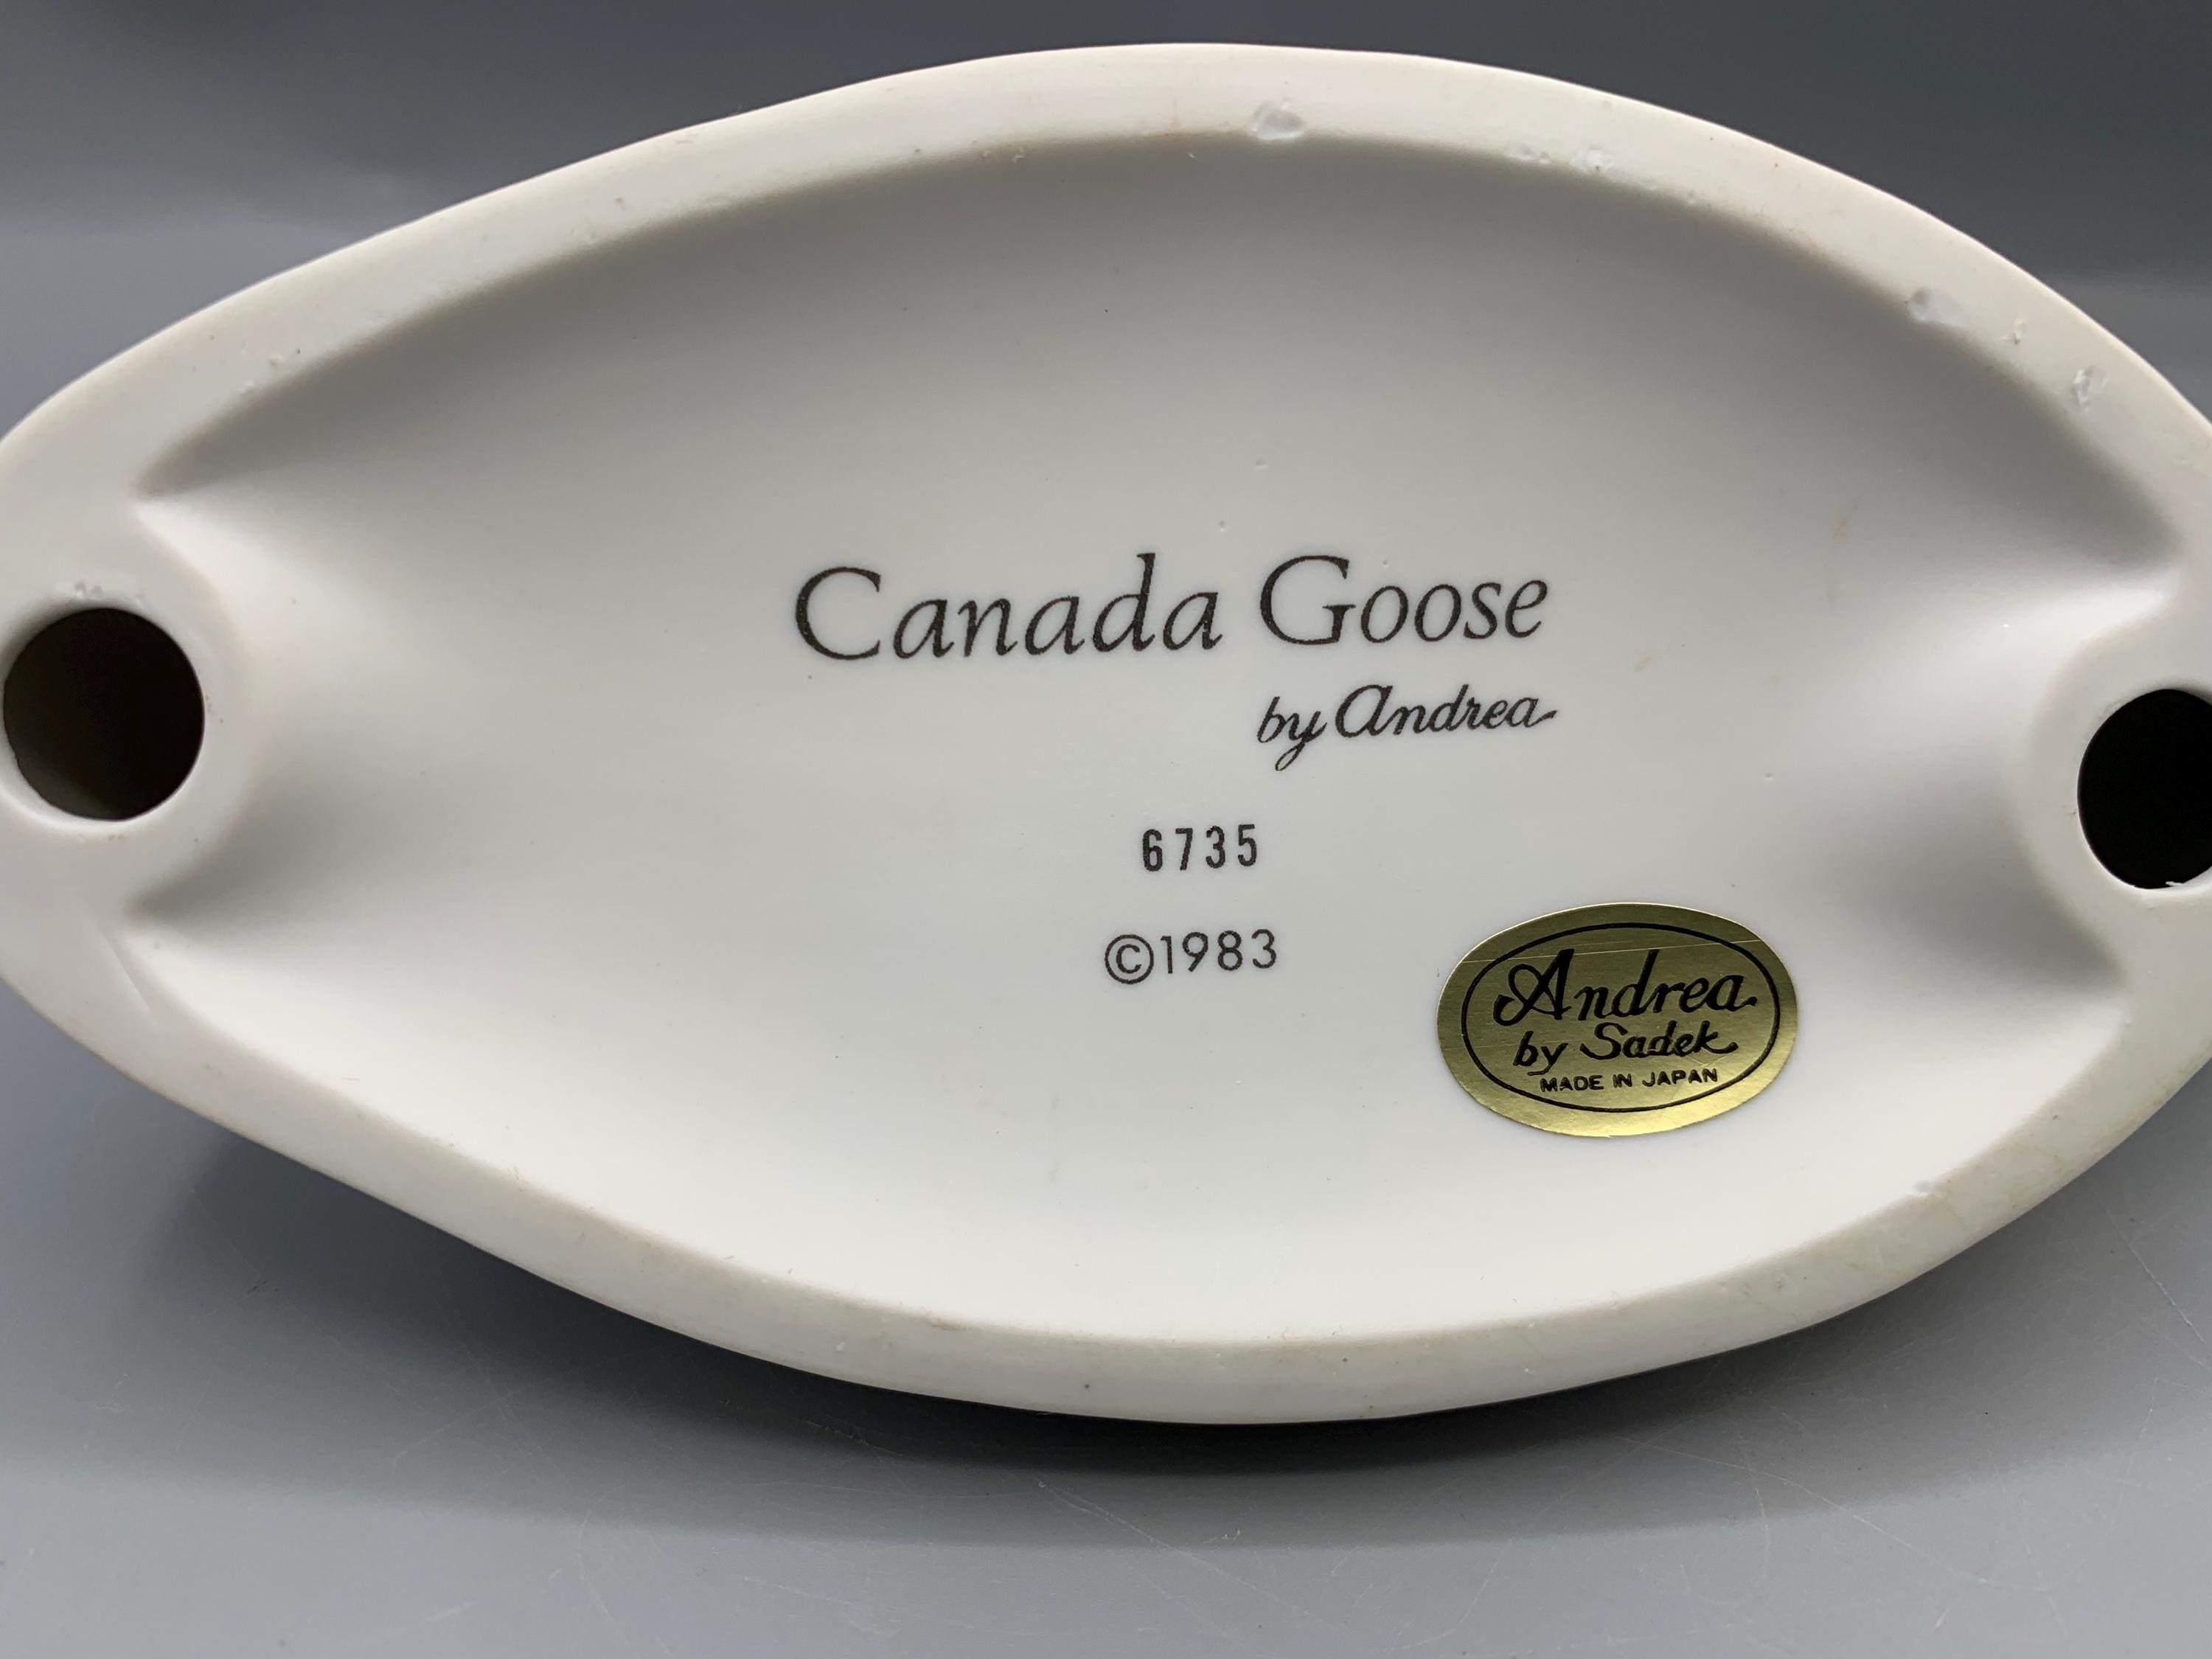 Canada Goose
by Andrea
6735
©1983
Andrea
by Sadek
MADE IN JAPAN